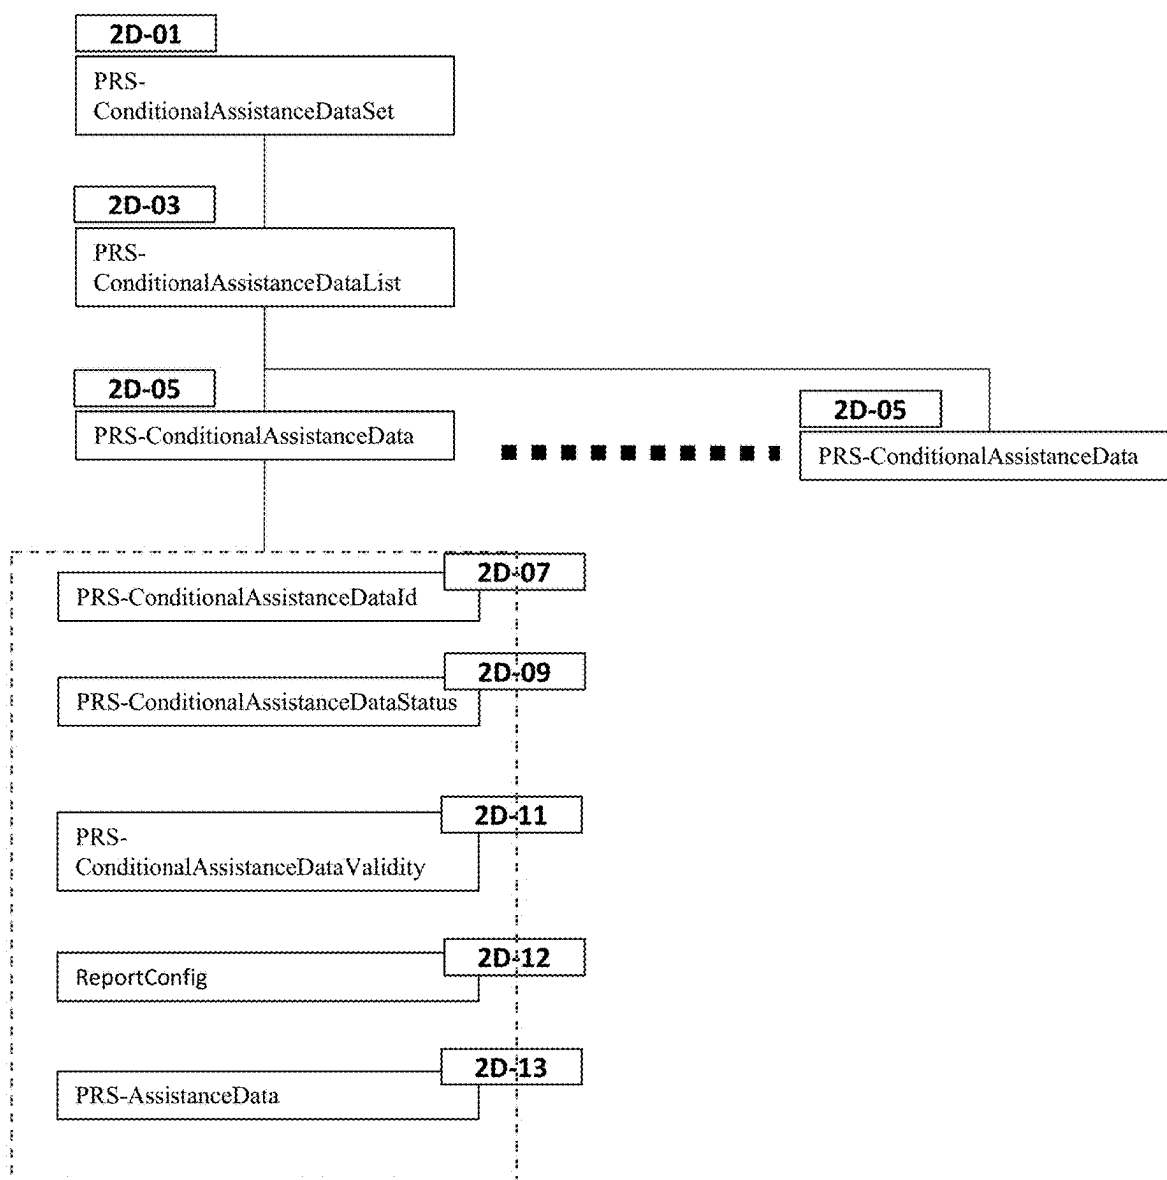 2D-01
PRS-
ConditionalAssistanceDataSet
2D-03
PRS-
ConditionalAssistanceDataList
2D-05
PRS-ConditionalAssistanceData
2D-05
PRS-ConditionalAssistanceData
2D-07
PRS-ConditionalAssistanceDataId
2D-09
PRS-ConditionalAssistanceDataStatus
2D-11
PRS-
ConditionalAssistanceDataValidity
2D-12
ReportConfig
2D-13
PRS-AssistanceData